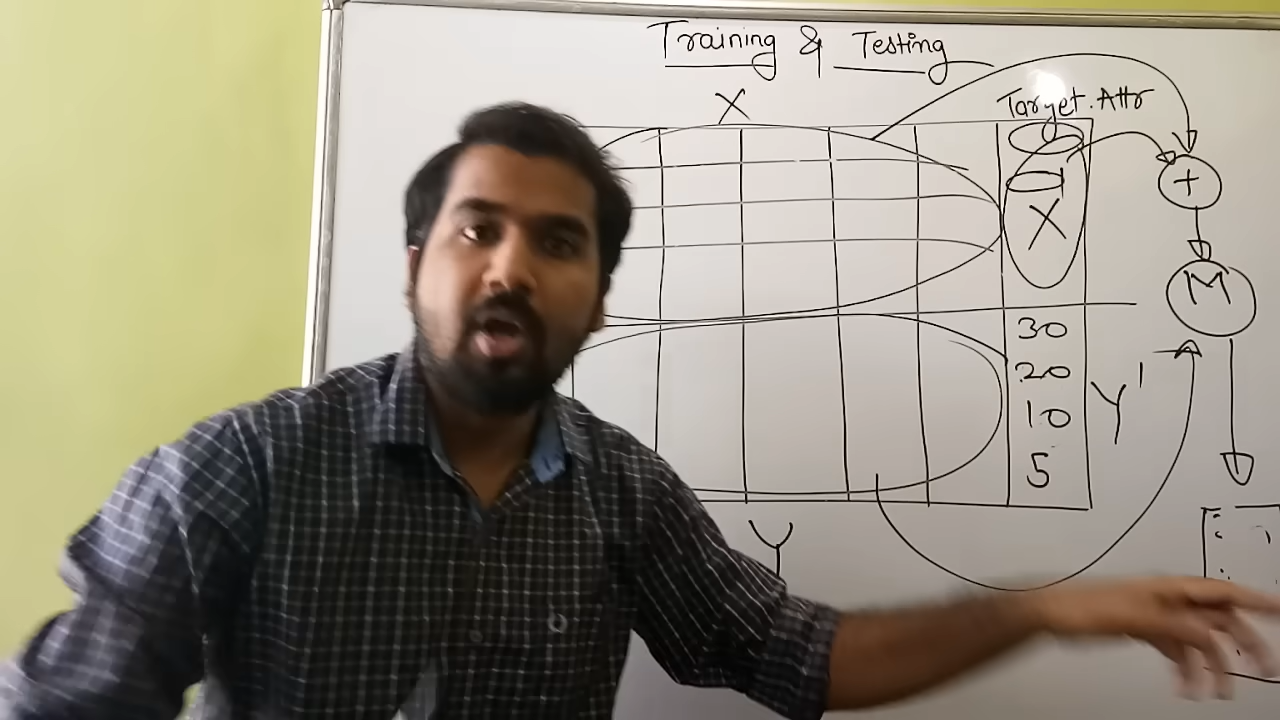 Training & Testing
X
Target Attr
X
+
M
30
20
10
5
Y'
Y